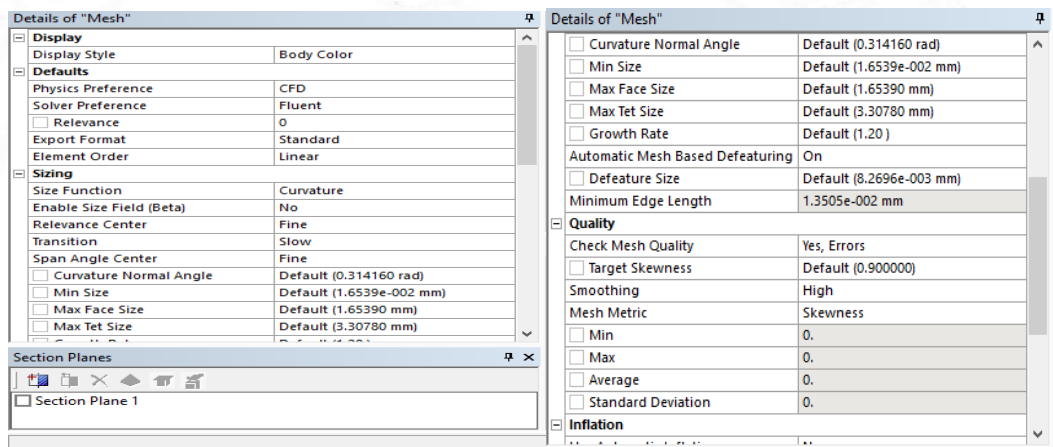 Details of "Mesh"
Display
Display Style Body Color
Defaults
Physics Preference CFD
Solver Preference Fluent
Relevance 0
Export Format Standard
Element Order Linear
Sizing
Size Function Curvature
Enable Size Field (Beta) No
Relevance Center Fine
Transition Slow
Span Angle Center Fine
Curvature Normal Angle Default (0.314160 rad)
Min Size Default (1.6539e-002 mm)
Max Face Size Default (1.65390 mm)
Max Tet Size Default (3.30780 mm)
Section Planes
Section Plane 1
Details of "Mesh"
Curvature Normal Angle Default (0.314160 rad)
Min Size Default (1.6539e-002 mm)
Max Face Size Default (1.65390 mm)
Max Tet Size Default (3.30780 mm)
Growth Rate Default (1.20 )
Automatic Mesh Based Defeaturing On
Defeature Size Default (8.2696e-003 mm)
Minimum Edge Length 1.3505e-002 mm
Quality
Check Mesh Quality Yes, Errors
Target Skewness Default (0.900000)
Smoothing High
Mesh Metric Skewness
Min 0.
Max 0.
Average 0.
Standard Deviation 0.
Inflation